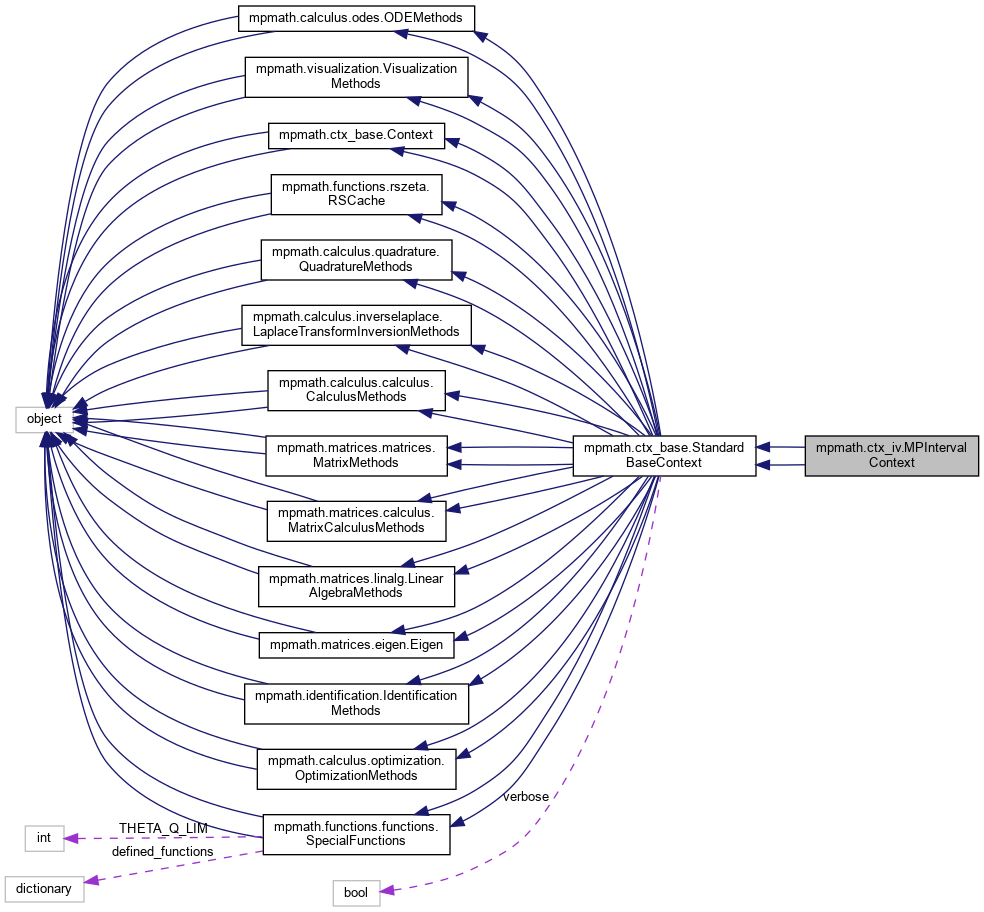 mpmath.calculus.odes.ODEMethods
mpmath.visualization.Visualization
Methods
mpmath.ctx_base.Context
mpmath.functions.rszeta.
RSCache
mpmath.calculus.quadrature.
QuadratureMethods
mpmath.calculus.inverselaplace.
LaplaceTransformInversionMethods
mpmath.calculus.calculus.
CalculusMethods
object
mpmath.matrices.matrices.
MatrixMethods
mpmath.ctx_base.Standard
BaseContext
mpmath.ctx_iv.MPInterval
Context
mpmath.matrices.calculus.
MatrixCalculusMethods
mpmath.matrices.linalg.Linear
AlgebraMethods
mpmath.matrices.eigen.Eigen
mpmath.identification.Identification
Methods
mpmath.calculus.optimization.
OptimizationMethods
verbose
mpmath.functions.functions.
SpecialFunctions
THETA_Q_LIM
int
defined_functions
dictionary
bool